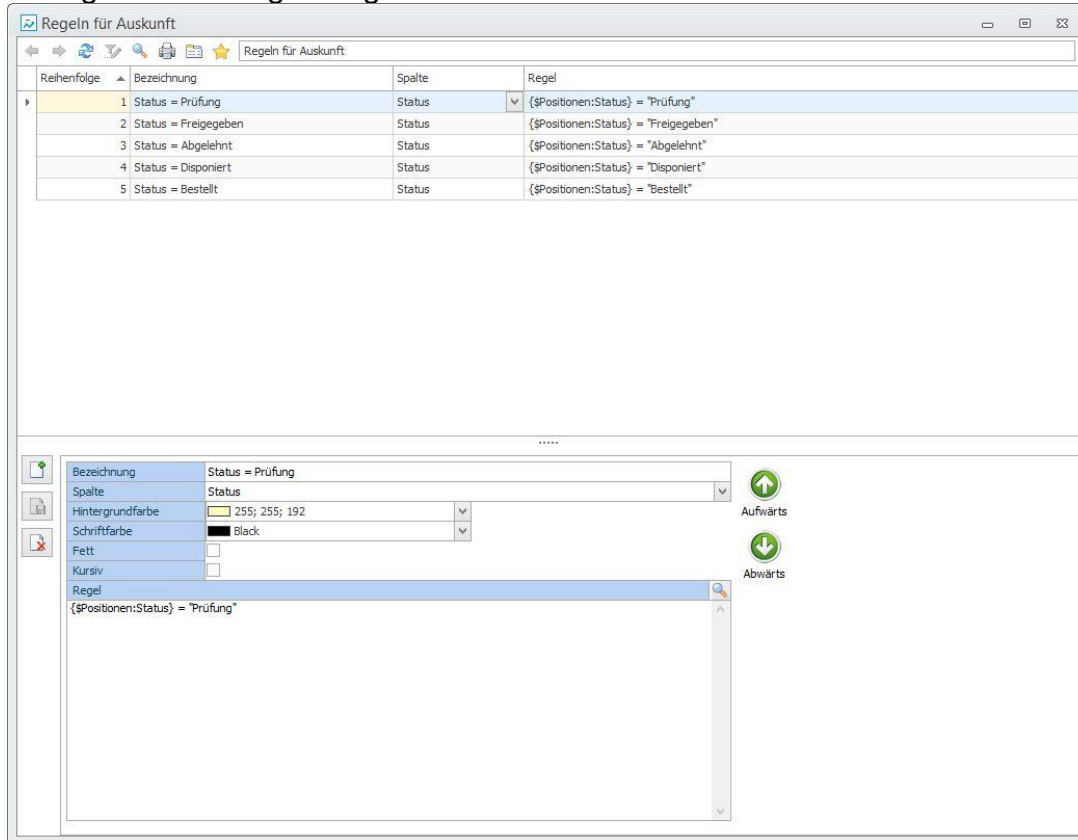 Regeln für Auskunft
Regeln für Auskunft
Reihenfolge Bezeichnung Spalte Regel
1 Status = Prüfung Status {$Positionen:Status} = "Prüfung"
2 Status = Freigegeben Status {$Positionen:Status} = "Freigegeben"
3 Status = Abgelehnt Status {$Positionen:Status} = "Abgelehnt"
4 Status = Disponiert Status {$Positionen:Status} = "Disponiert"
5 Status = Bestellt Status {$Positionen:Status} = "Bestellt"
Bezeichnung Status = Prüfung
Spalte Status
Hintergrundfarbe 255; 255; 192
Aufwärts
Schriftfarbe Black
Fett
Kursiv
Abwärts
Regel
{$Positionen:Status} = "Prüfung"